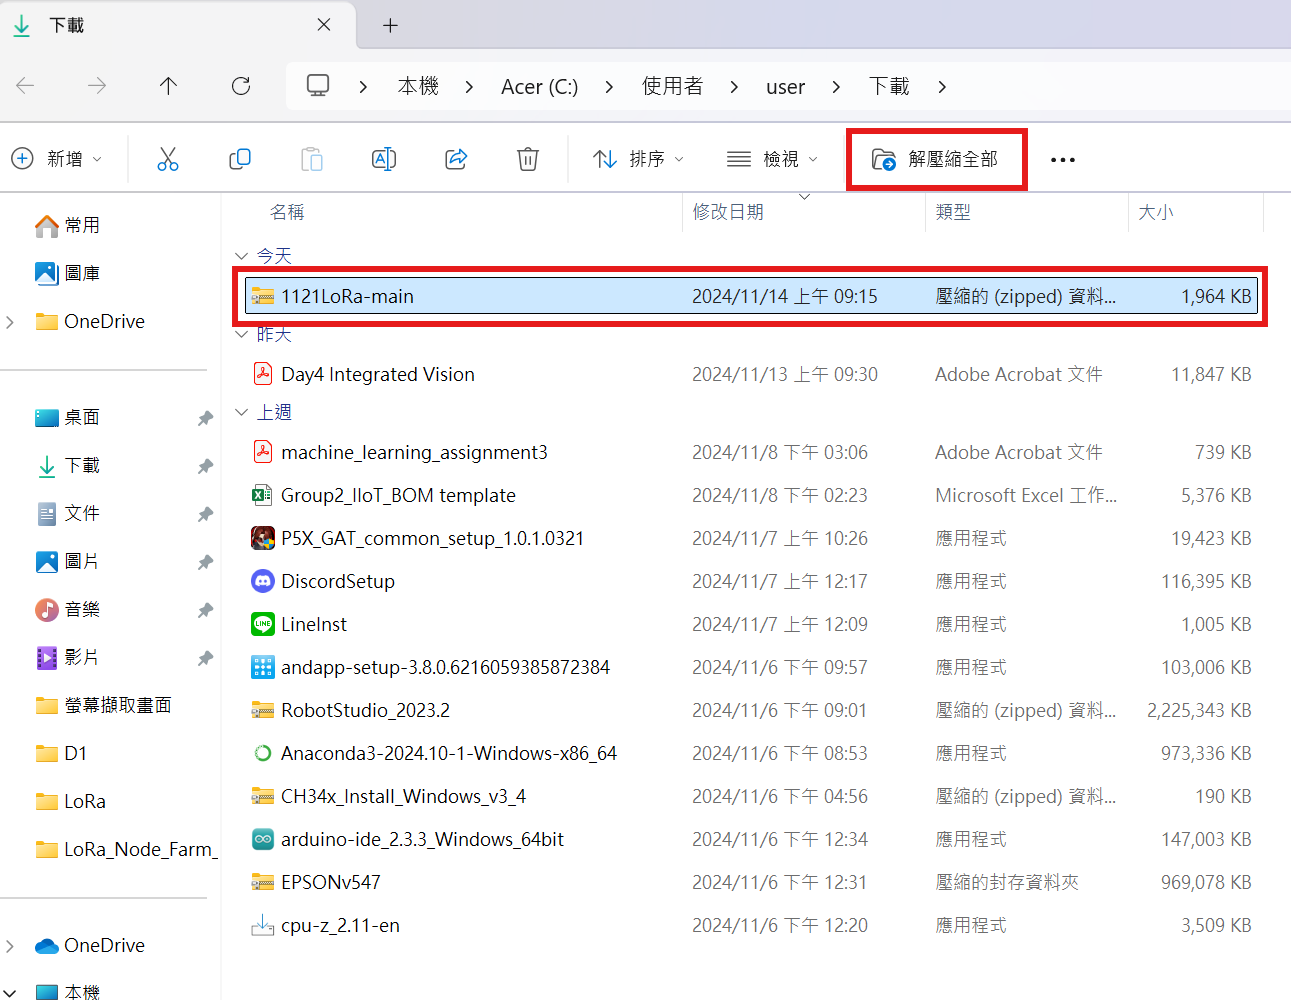 下載
本機 Acer (C:) 使用者 user 下載
新增 排序 檢視 解壓縮全部
名稱 修改日期 類型 大小
今天
1121LoRa-main 2024/11/14 上午 09:15 壓縮的 (zipped) 資料... 1,964 KB
昨天
Day4 Integrated Vision 2024/11/13 上午 09:30 Adobe Acrobat 文件 11,847 KB
上週
machine_learning_assignment3 2024/11/8 下午 03:06 Adobe Acrobat 文件 739 KB
Group2_IIoT_BOM template 2024/11/8 下午 02:23 Microsoft Excel 工作... 5,376 KB
P5X_GAT_common_setup_1.0.1.0321 2024/11/7 上午 10:26 應用程式 19,423 KB
DiscordSetup 2024/11/7 上午 12:17 應用程式 116,395 KB
LINE
LineInst 2024/11/7 上午 12:09 應用程式 1,005 KB
andapp-setup-3.8.0.6216059385872384 2024/11/6 下午 09:57 應用程式 103,006 KB
RobotStudio_2023.2 2024/11/6 下午 09:01 壓縮的 (zipped) 資料... 2,225,343 KB
Anaconda3-2024.10-1-Windows-x86_64 2024/11/6 下午 08:53 應用程式 973,336 KB
CH34x_Install_Windows_v3_4 2024/11/6 下午 04:56 壓縮的 (zipped) 資料... 190 KB
arduino-ide_2.3.3_Windows_64bit 2024/11/6 下午 12:34 應用程式 147,003 KB
EPSONv547 2024/11/6 下午 12:31 壓縮的封存資料夾 969,078 KB
cpu-z_2.11-en 2024/11/6 下午 12:20 應用程式 3,509 KB
常用
圖庫
OneDrive
桌面
下載
文件
圖片
音樂
影片
螢幕擷取畫面
D1
LoRa
LoRa_Node_Farm_
OneDrive
本機